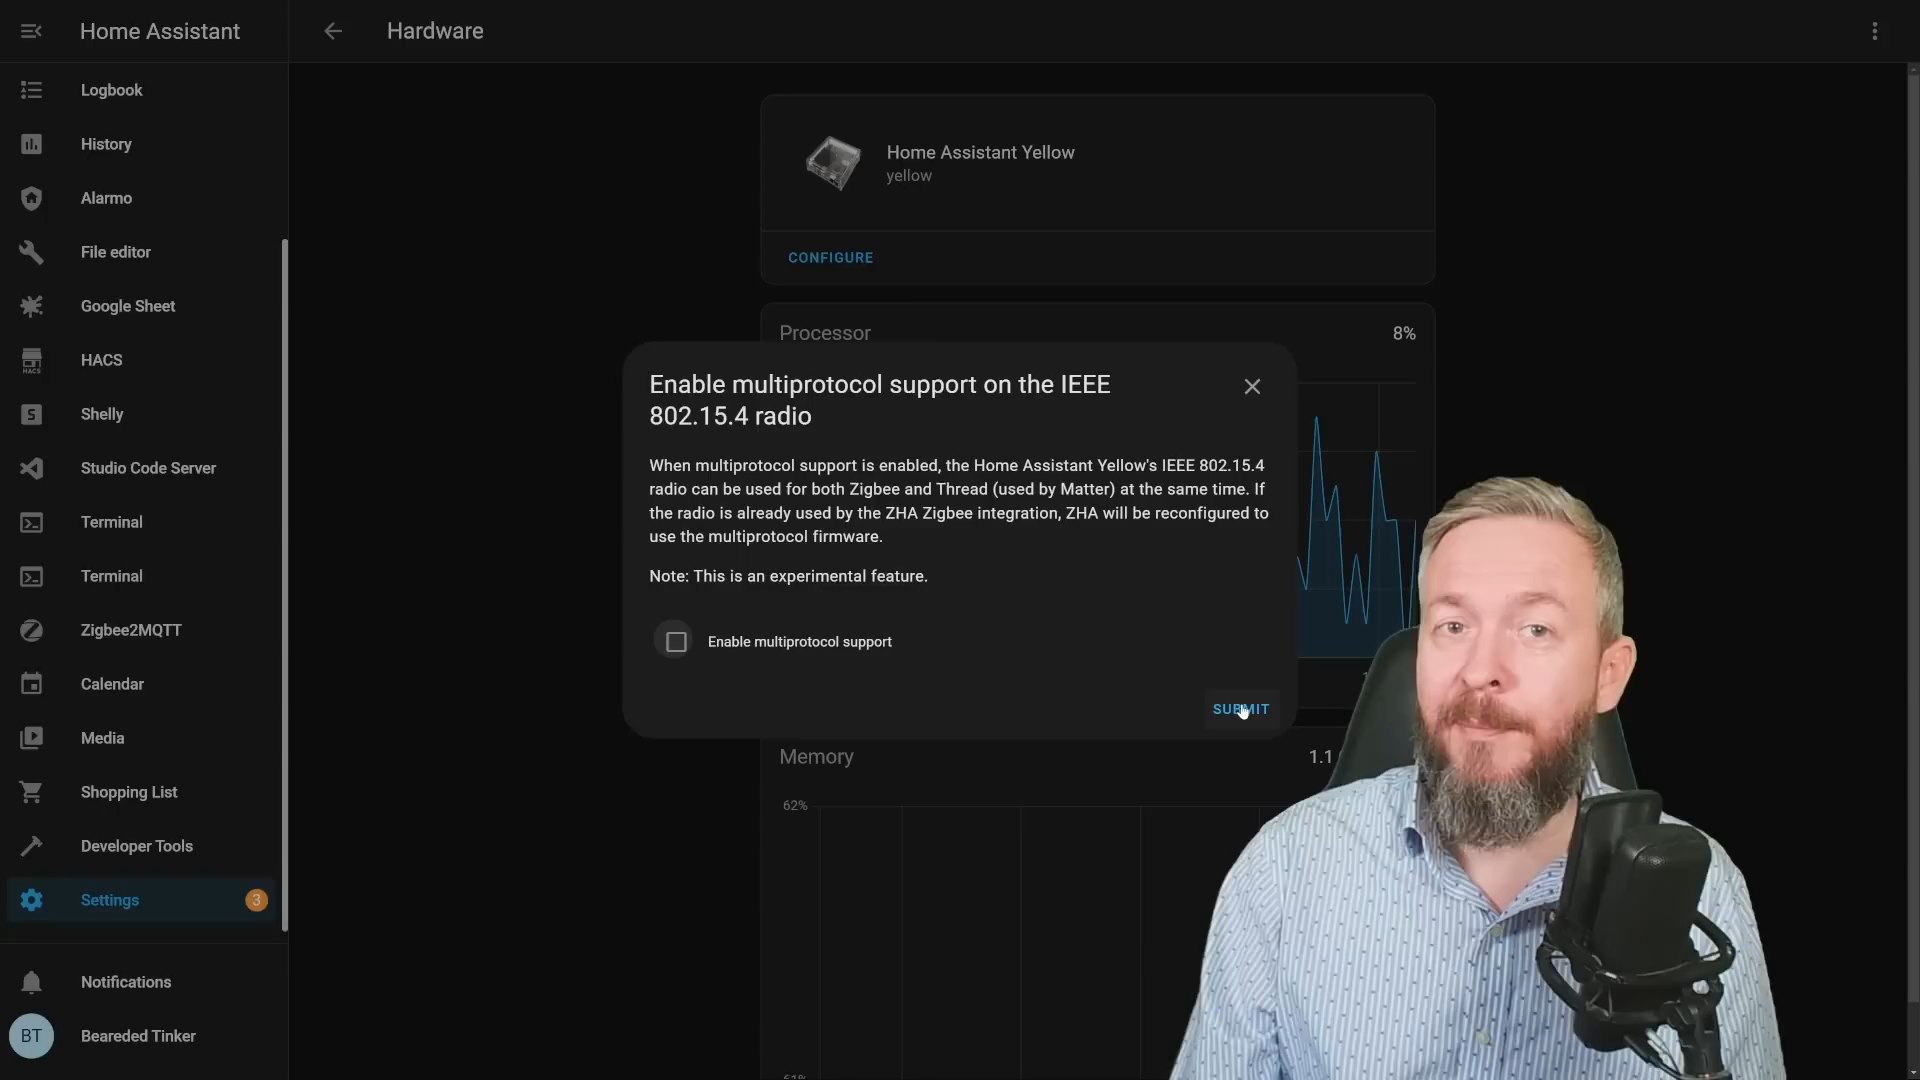 Home Assistant
Hardware
Logbook
History
Alarmo
File editor
Google Sheet
HACS
HACS
Shelly
Studio Code Server
Terminal
Terminal
Zigbee2MQTT
Calendar
Media
Shopping List
Developer Tools
Settings
3
Notifications
BT
Beareded Tinker
Home Assistant Yellow
yellow
CONFIGURE
Processor
8%
Enable multiprotocol support on the IEEE
802.15.4 radio
When multiprotocol support is enabled, the Home Assistant Yellow's IEEE 802.15.4
radio can be used for both Zigbee and Thread (used by Matter) at the same time. If
the radio is already used by the ZHA Zigbee integration, ZHA will be reconfigured to
use the multiprotocol firmware.
Note: This is an experimental feature.
Enable multiprotocol support
SUBMIT
Memory
1.1
62%